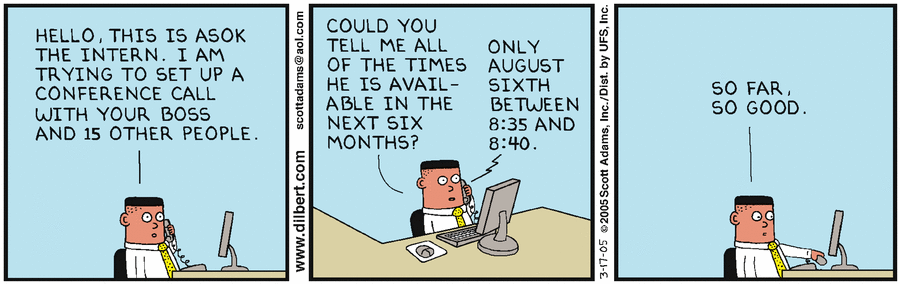 HELLO, THIS IS ASOK
THE INTERN. I AM
TRYING TO SET UP A
CONFERENCE CALL
WITH YOUR BOSS
AND 15 OTHER PEOPLE.
www.dilbert.com
scottadams@aol.com
COULD YOU
TELL ME ALL
OF THE TIMES
HE IS AVAIL-
ABLE IN THE
NEXT SIX
MONTHS?
ONLY
AUGUST
SIXTH
BETWEEN
8:35 AND
8:40.
3-17-05 ©2005 Scott Adams, Inc./Dist. by UFS, Inc.
SO FAR,
SO GOOD.